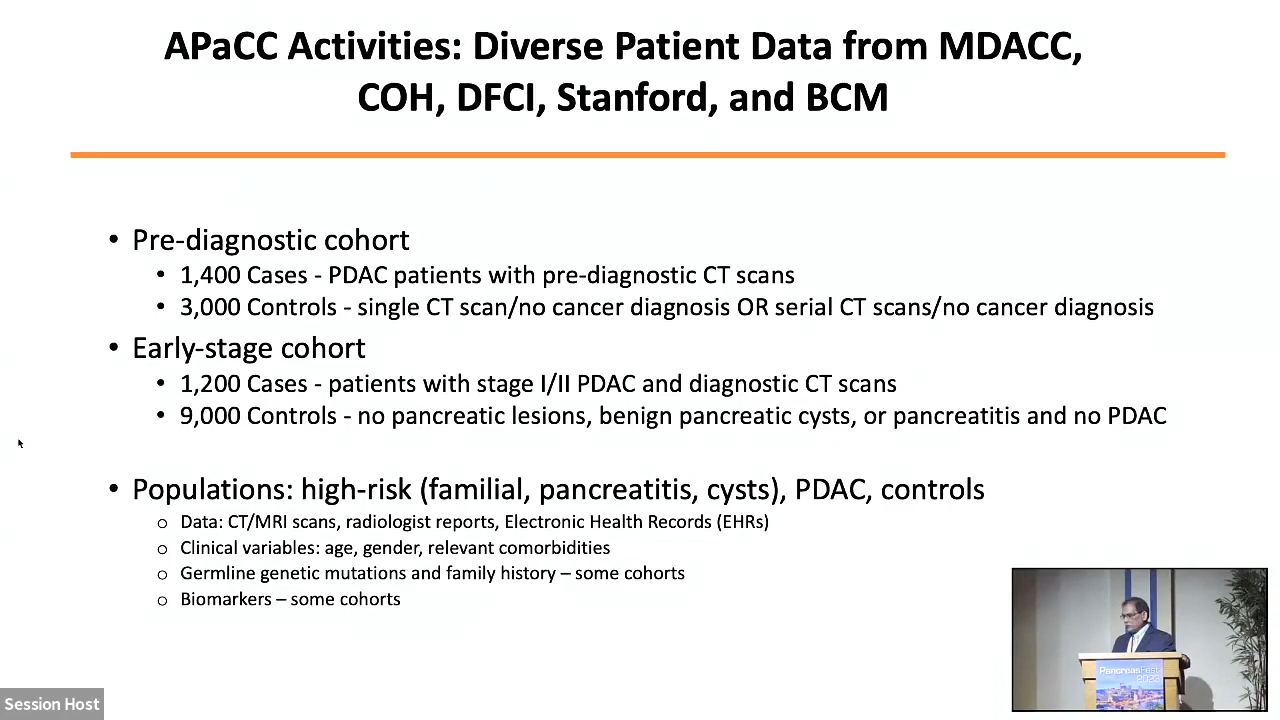 APaCC Activities: Diverse Patient Data from MDACC,
COH, DFCI, Stanford, and BCM
• Pre-diagnostic cohort
• 1,400 Cases - PDAC patients with pre-diagnostic CT scans
• 3,000 Controls - single CT scan/no cancer diagnosis OR serial CT scans/no cancer diagnosis
• Early-stage cohort
• 1,200 Cases - patients with stage I/II PDAC and diagnostic CT scans
• 9,000 Controls - no pancreatic lesions, benign pancreatic cysts, or pancreatitis and no PDAC
• Populations: high-risk (familial, pancreatitis, cysts), PDAC, controls
o Data: CT/MRI scans, radiologist reports, Electronic Health Records (EHRs)
o Clinical variables: age, gender, relevant comorbidities
o Germline genetic mutations and family history – some cohorts
o Biomarkers – some cohorts
PancreasFest
2023
Session Host